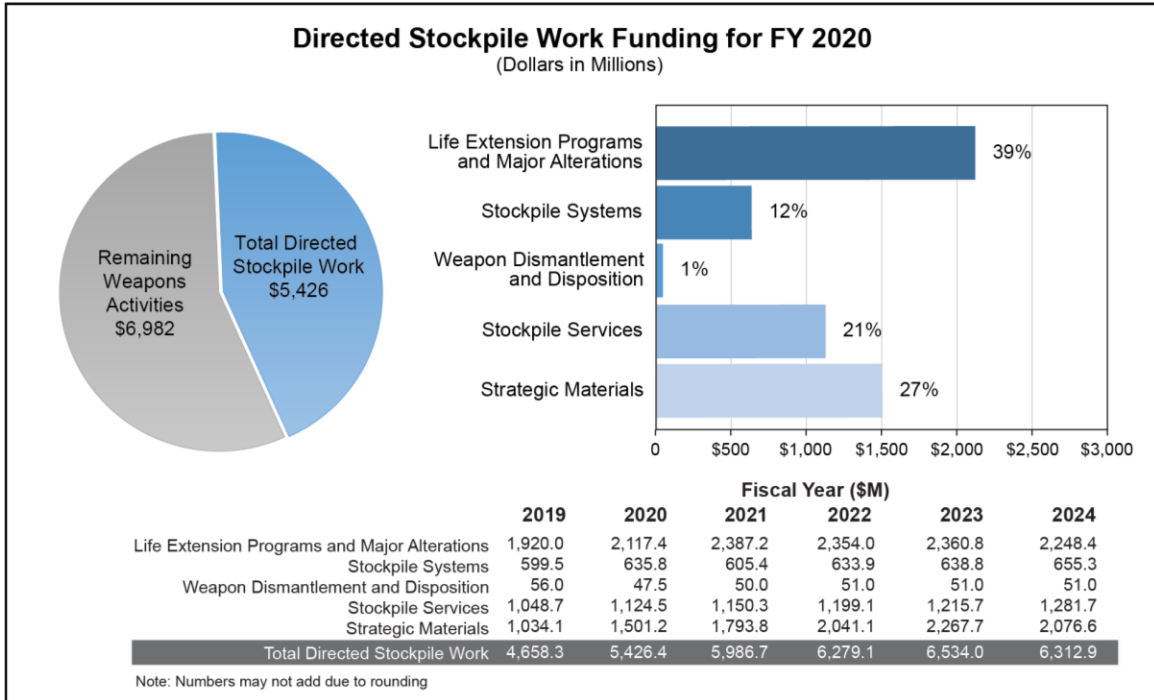 Directed Stockpile Work Funding for FY 2020
(Dollars in Millions)
Remaining
Weapons
Activities
$6,982
Total Directed
Stockpile Work
$5,426
Life Extension Programs
and Major Alterations
39%
Stockpile Systems
12%
Weapon Dismantlement
and Disposition
1%
Stockpile Services
21%
Strategic Materials
27%
0 $500 $1,000 $1,500 $2,000 $2,500 $3,000
Fiscal Year ($M)
2019 2020 2021 2022 2023 2024
Life Extension Programs and Major Alterations 1,920.0 2,117.4 2,387.2 2,354.0 2,360.8 2,248.4
Stockpile Systems 599.5 635.8 605.4 633.9 638.8 655.3
Weapon Dismantlement and Disposition 56.0 47.5 50.0 51.0 51.0 51.0
Stockpile Services 1,048.7 1,124.5 1,150.3 1,199.1 1,215.7 1,281.7
Strategic Materials 1,034.1 1,501.2 1,793.8 2,041.1 2,267.7 2,076.6
Total Directed Stockpile Work 4,658.3 5,426.4 5,986.7 6,279.1 6,534.0 6,312.9
Note: Numbers may not add due to rounding